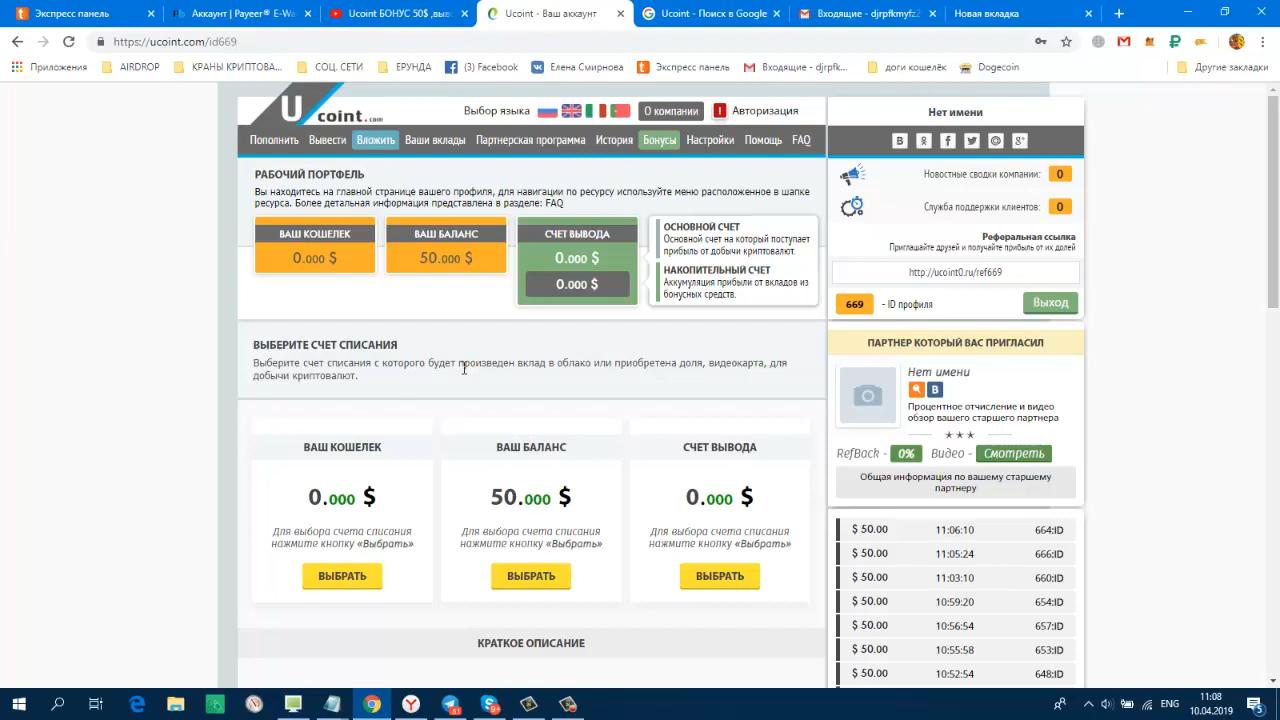 Экспресс панель
Аккаунт | Payeer® E-Wa
Ucoint БОНУС 50$ ,выво
Ucoint - Ваш аккаунт
Ucoint - Поиск в Google
Входящие - djrpfkmyfz2
Новая вкладка
https://ucoint.com/id669
Приложения
AIRDROP
КРАНЫ КРИПТОВА...
СОЦ. СЕТИ
ЕРУНДА
(3) Facebook
Елена Смирнова
Экспресс панель
Входящие - djrpfk...
доги кошелёк
Dogecoin
Другие закладки
Ucoint.com
Выбор языка
О компании
Авторизация
Пополнить
Вывести
Вложить
Ваши вклады
Партнерская программа
История
Бонусы
Настройки
Помощь
FAQ
РАБОЧИЙ ПОРТФЕЛЬ
Вы находитесь на главной странице вашего профиля, для навигации по ресурсу используйте меню расположенное в шапке
ресурса. Более детальная информация представлена в разделе: FAQ
ВАШ КОШЕЛЕК
0.000 $
ВАШ БАЛАНС
50.000 $
СЧЕТ ВЫВОДА
0.000 $
0.000 $
ОСНОВНОЙ СЧЕТ
Основной счет на который поступает
прибыль от добычи криптовалют.
НАКОПИТЕЛЬНЫЙ СЧЕТ
Аккумуляция прибыли от вкладов из
бонусных средств.
ВЫБЕРИТЕ СЧЕТ СПИСАНИЯ
Выберите счет списания с которого будет произведен вклад в облако или приобретена доля, видеокарта, для
добычи криптовалют.
ВАШ КОШЕЛЕК
0.000 $
Для выбора счета списания
нажмите кнопку «Выбрать»
ВЫБРАТЬ
ВАШ БАЛАНС
50.000 $
Для выбора счета списания
нажмите кнопку «Выбрать»
ВЫБРАТЬ
СЧЕТ ВЫВОДА
0.000 $
Для выбора счета списания
нажмите кнопку «Выбрать»
ВЫБРАТЬ
КРАТКОЕ ОПИСАНИЕ
Нет имени
Новостные сводки компании: 0
Служба поддержки клиентов: 0
Реферальная ссылка
Приглашайте друзей и получайте прибыль от их долей
http://ucoint0.ru/ref669
669 - ID профиля
Выход
ПАРТНЕР КОТОРЫЙ ВАС ПРИГЛАСИЛ
Нет имени
Процентное отчисление и видео
обзор вашего старшего партнера
RefBack - 0% Видео - Смотреть
Общая информация по вашему старшему
партнеру
$ 50.00 11:06:10 664:ID
$ 50.00 11:05:24 666:ID
$ 50.00 11:03:10 660:ID
$ 50.00 10:59:20 654:ID
$ 50.00 10:56:54 657:ID
$ 50.00 10:55:58 653:ID
$ 50.00 10:52:54 648:ID
ENG
11:08
10.04.2019